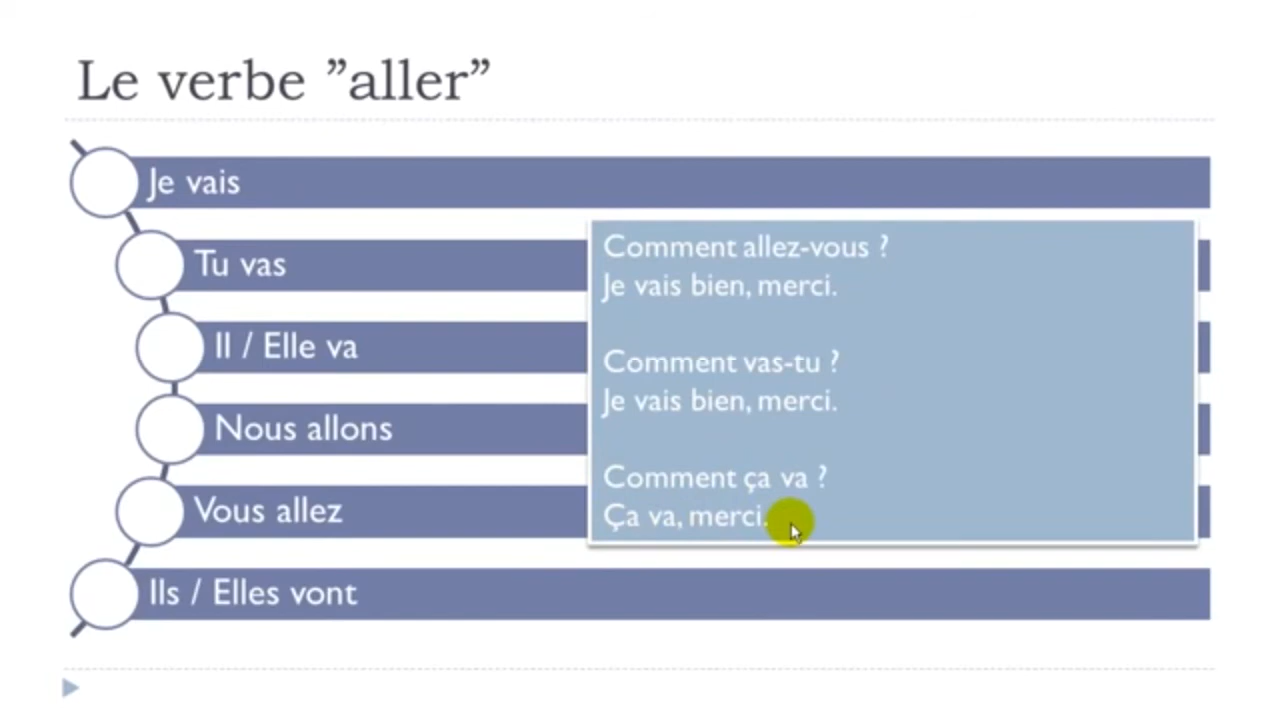 Le verbe ”aller”
Je vais
Tu vas
Il / Elle va
Nous allons
Vous allez
Ils / Elles vont
Comment allez-vous ?
Je vais bien, merci.
Comment vas-tu ?
Je vais bien, merci.
Comment ça va ?
Ça va, merci.